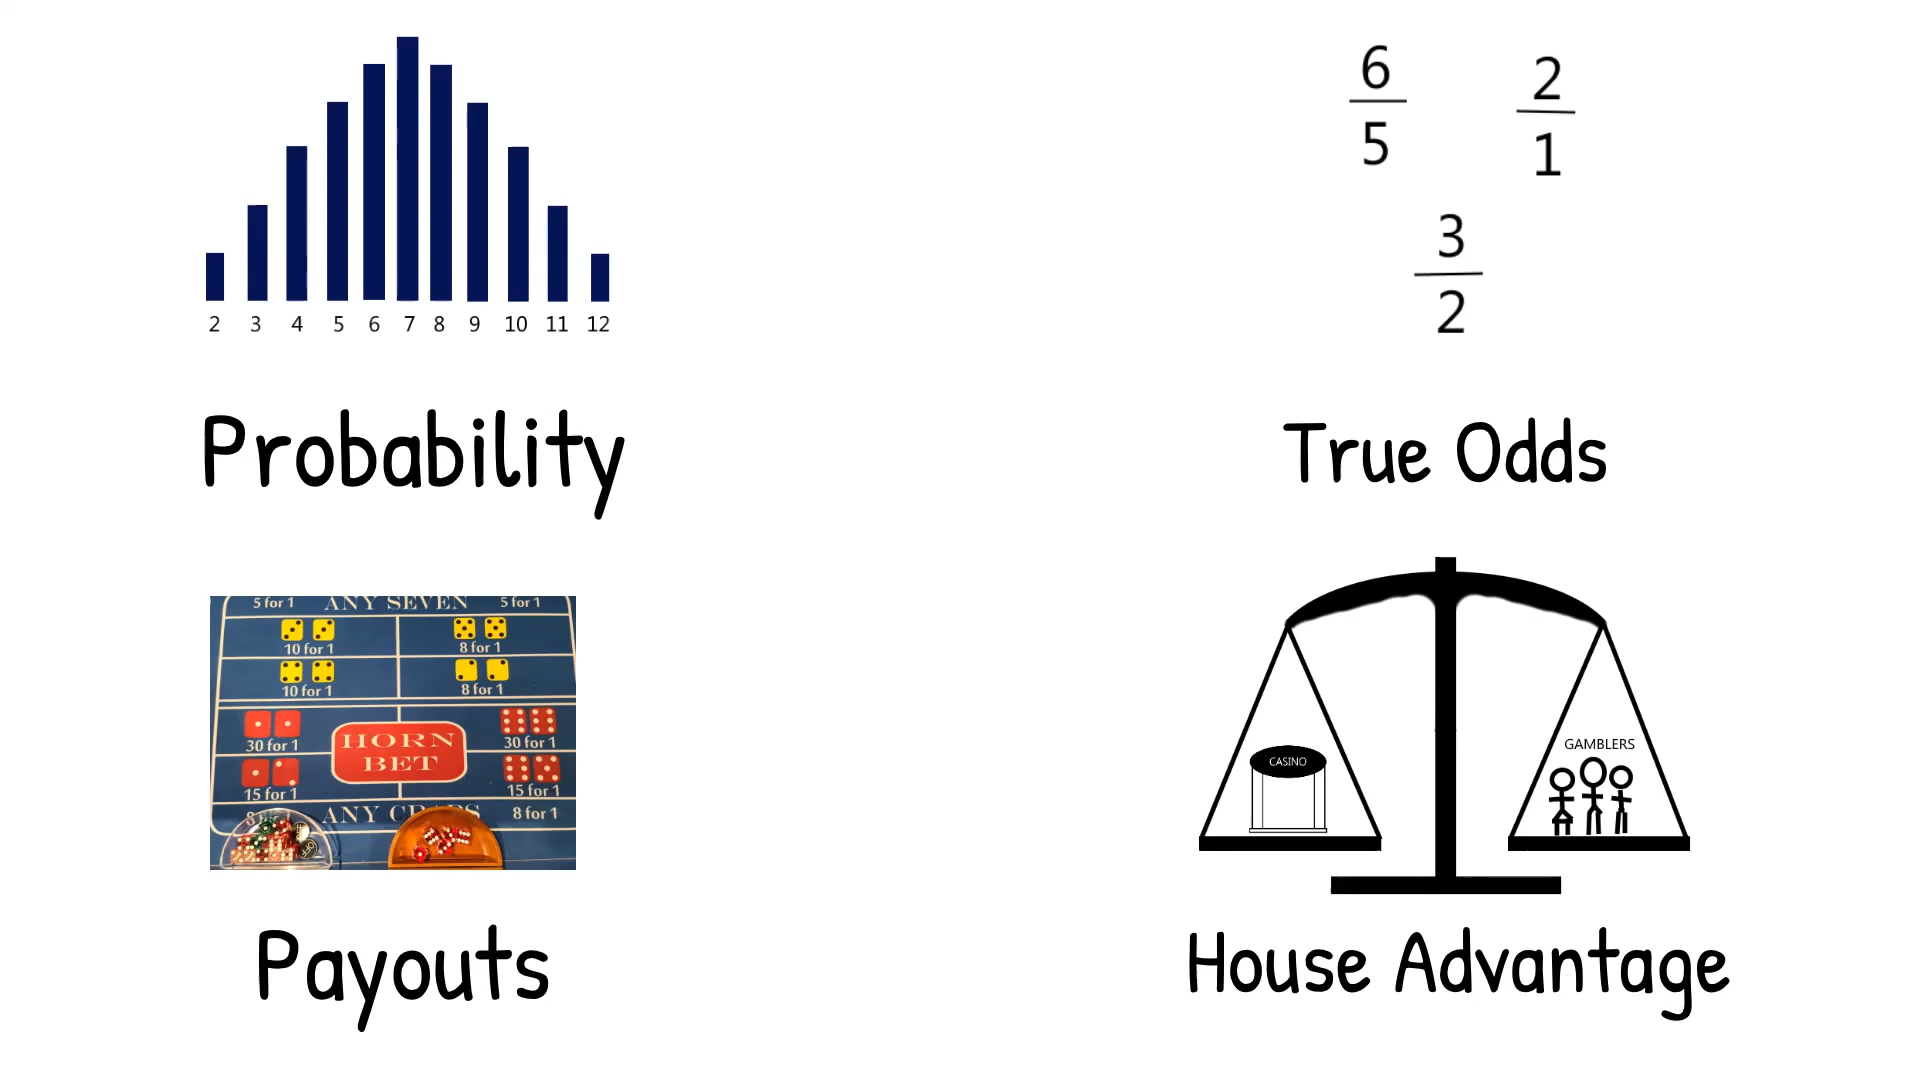 2 3 4 5 6 7 8 9 10 11 12
Probability
6
5
2
1
3
2
True Odds
5 for 1 ANY SEVEN 5 for 1
10 for 1 8 for 1
10 for 1 8 for 1
HORN
BET
30 for 1 30 for 1
15 for 1 15 for 1
ANY CRAPS 8 for 1
Payouts
CASINO
GAMBLERS
House Advantage